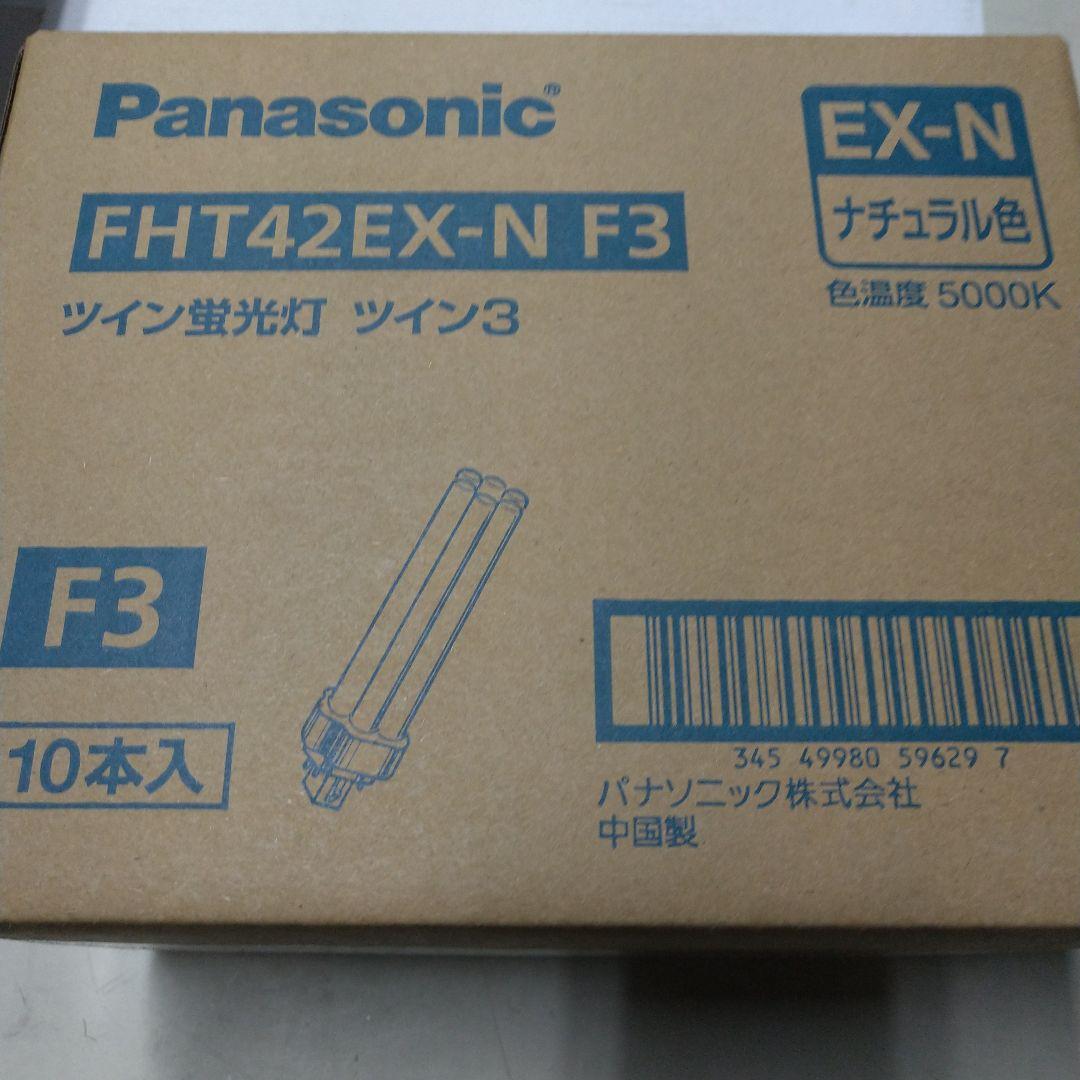 Panasonic®
EX-N
ナチュラル色
色温度 5000K
FHT42EX-N F3
ツイン蛍光灯 ツイン3
F3
10本入
345 49980 59629 7
パナソニック株式会社
中国製